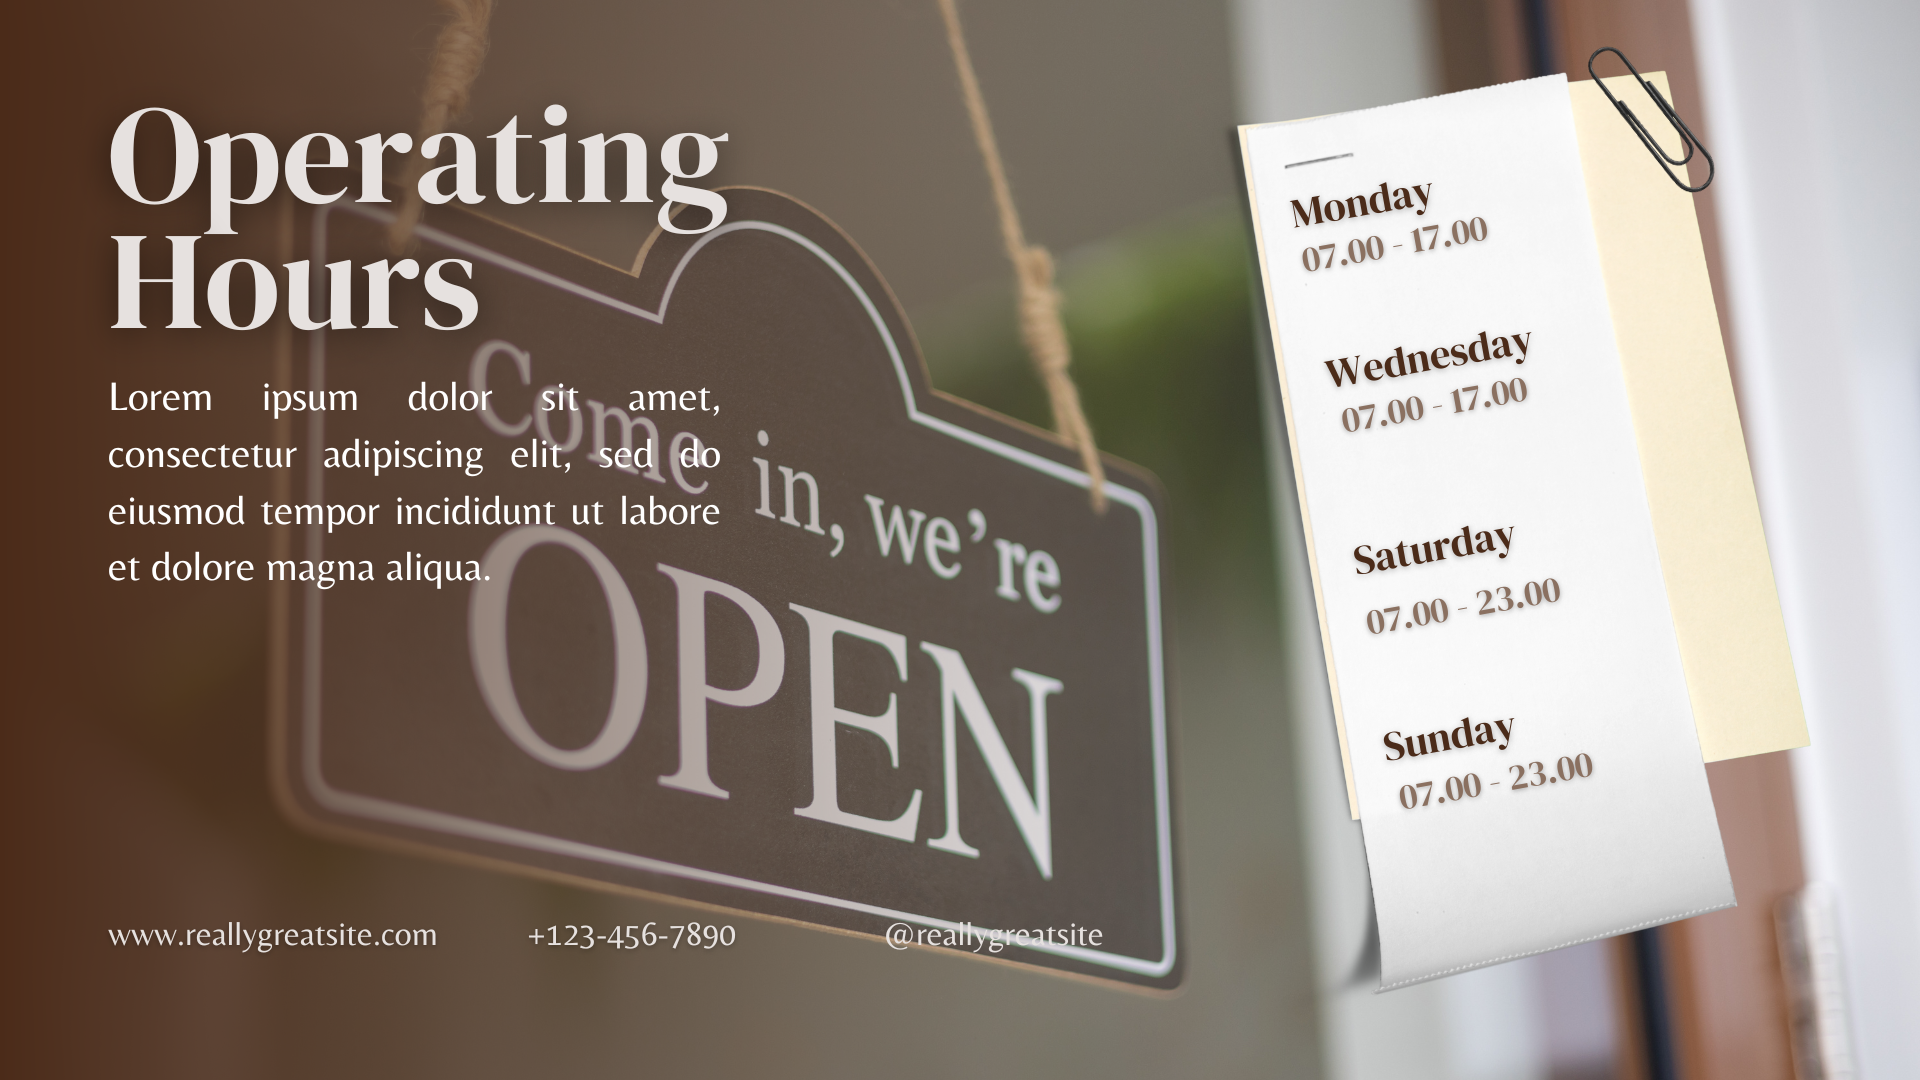 Operating
Hours
Lorem ipsum dolor sit amet,
consectetur adipiscing elit, sed do
eiusmod tempor incididunt ut labore
et dolore magna aliqua.
Come in, we're
OPEN
www.reallygreatsite.com
+123-456-7890
@reallygreatsite
Monday
07.00 - 17.00
Wednesday
07.00 - 17.00
Saturday
07.00 - 23.00
Sunday
07.00 - 23.00